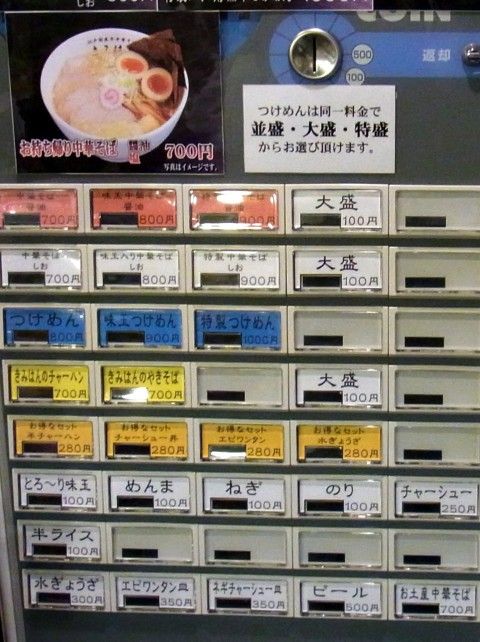 COIN
500
100
返却
お持ち帰り中華そば 醤油 塩 700円
写真はイメージです。
つけめんは同一料金で
並盛・大盛・特盛
からお選び頂けます。
中華そば 醤油 700円
味玉中華そば 醤油 800円
醤油 900円
大盛 100円
中華そば しお 700円
味玉入り中華そば しお 800円
特製中華そば しお 900円
大盛 100円
つけめん 800円
味玉つけめん 900円
特製つけめん 1000円
きみはんのチャーハン 700円
きみはんのやきそば 700円
大盛 100円
お得なセット 半チャーハン 280円
お得なセット チャーシュー丼 280円
お得なセット エビワンタン 280円
お得なセット 水ぎょうざ 280円
とろ〜り味玉 100円
めんま 100円
ねぎ 100円
のり 100円
チャーシュー 250円
半ライス 100円
水ぎょうざ 300円
エビワンタン皿 350円
ネギチャーシュー皿 350円
ビール 500円
お土産中華そば 700円